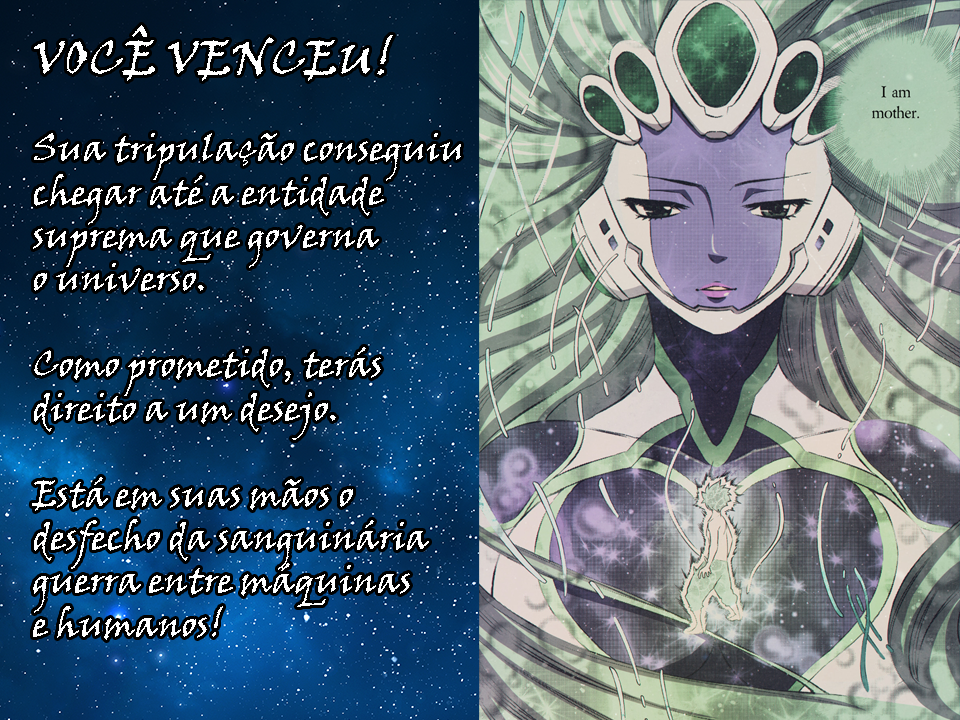 VOCÊ VENCEU!
Sua tripulação conseguiu
chegar até a entidade
suprema que governa
o universo.
Como prometido, terás
direito a um desejo.
Está em suas mãos o
desfecho da sanguinária
guerra entre máquinas
e humanos!
I am
mother.